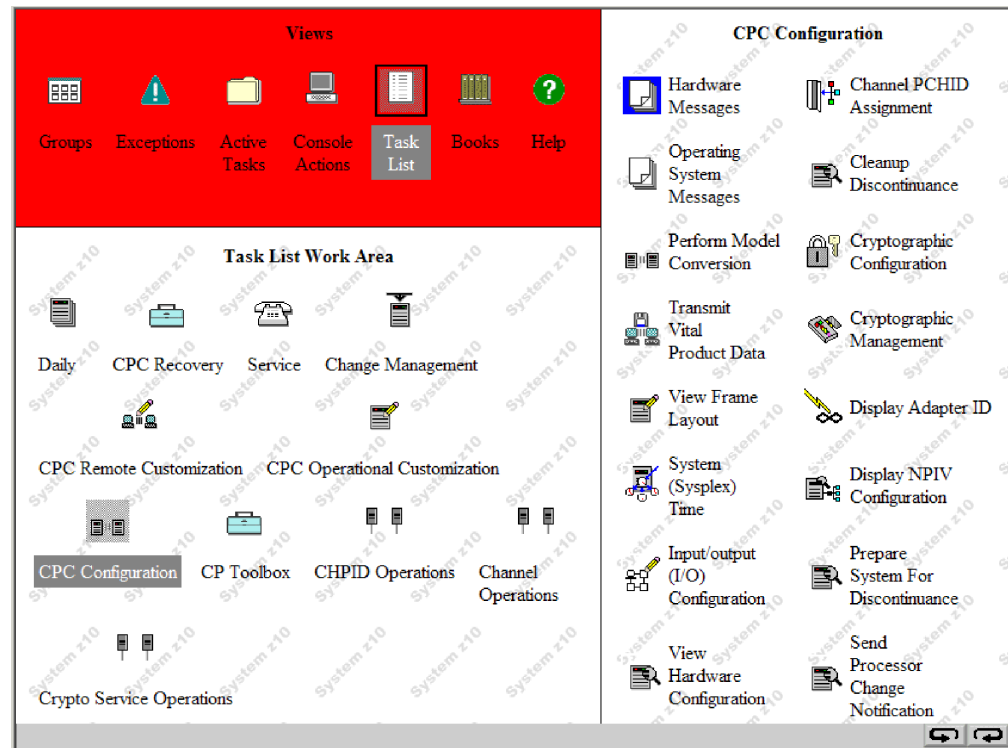 Views
Groups
Exceptions
Active
Tasks
Console
Actions
Task
List
Books
Help
Task List Work Area
Daily
CPC Recovery
Service
Change Management
CPC Remote Customization
CPC Operational Customization
CPC Configuration
CP Toolbox
CHPID Operations
Channel
Operations
Crypto Service Operations
CPC Configuration
Hardware
Messages
Channel PCHID
Assignment
Operating
System
Messages
Cleanup
Discontinuance
Perform Model
Conversion
Cryptographic
Configuration
Transmit
Vital
Product Data
Cryptographic
Management
View Frame
Layout
Display Adapter ID
System
(Sysplex)
Time
Display NPIV
Configuration
Input/output
(I/O)
Configuration
Prepare
System For
Discontinuance
View
Hardware
Configuration
Send
Processor
Change
Notification
System z10